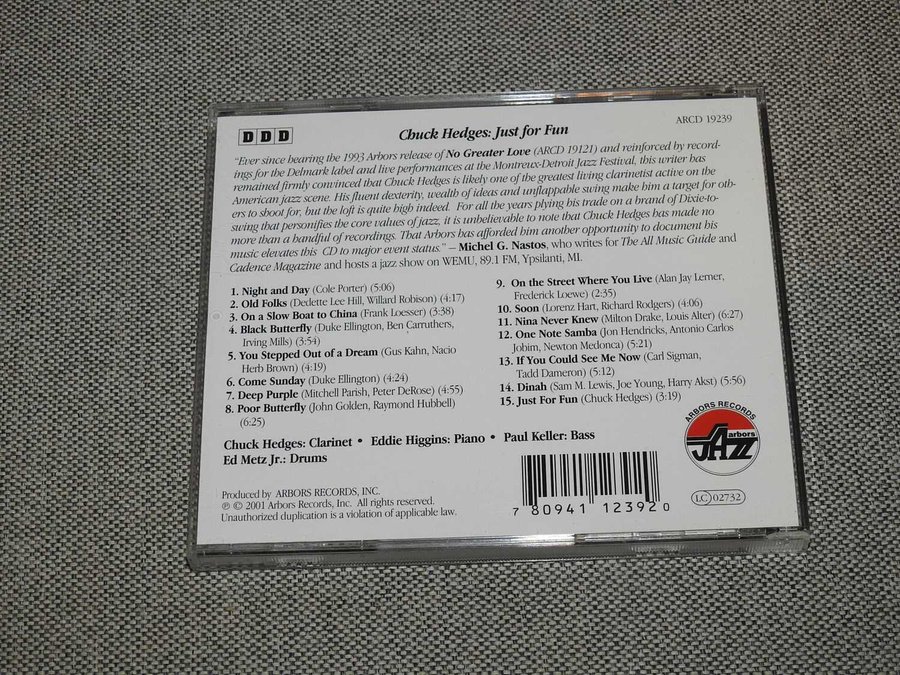 DDD
ARCD 19239
Chuck Hedges: Just for Fun
"Ever since hearing the 1993 Arbors release of No Greater Love (ARCD 19121) and reinforced by record-
ings for the Delmark label and live performances at the Montreux-Detroit Jazz Festival, this writer has
remained firmly convinced that Chuck Hedges is likely one of the greatest living clarinetist active on the
American jazz scene. His fluent dexterity, wealth of ideas and unflappable swing make him a target for oth-
ers to shoot for, but the loft is quite high indeed. For all the years plying his trade on a brand of Dixie-to-
swing that personifies the core values of jazz, it is unbelievable to note that Chuck Hedges has made no
more than a handful of recordings. That Arbors has afforded him another opportunity to document his
music elevates this CD to major event status." – Michel G. Nastos, who writes for The All Music Guide and
Cadence Magazine and hosts a jazz show on WEMU, 89.1 FM, Ypsilanti, MI.
1. Night and Day (Cole Porter) (5:06)
2. Old Folks (Dedette Lee Hill, Willard Robison) (4:17)
3. On a Slow Boat to China (Frank Loesser) (3:38)
4. Black Butterfly (Duke Ellington, Ben Carruthers,
Irving Mills) (3:54)
5. You Stepped Out of a Dream (Gus Kahn, Nacio
Herb Brown) (4:19)
6. Come Sunday (Duke Ellington) (4:24)
7. Deep Purple (Mitchell Parish, Peter DeRose) (4:55)
8. Poor Butterfly (John Golden, Raymond Hubbell)
(6:25)
9. On the Street Where You Live (Alan Jay Lerner,
Frederick Loewe) (2:35)
10. Soon (Lorenz Hart, Richard Rodgers) (4:06)
11. Nina Never Knew (Milton Drake, Louis Alter) (6:27)
12. One Note Samba (Jon Hendricks, Antonio Carlos
Jobim, Newton Medonca) (5:21)
13. If You Could See Me Now (Carl Sigman,
Tadd Dameron) (5:12)
14. Dinah (Sam M. Lewis, Joe Young, Harry Akst) (5:56)
15. Just For Fun (Chuck Hedges) (3:19)
Chuck Hedges: Clarinet • Eddie Higgins: Piano • Paul Keller: Bass
Ed Metz Jr.: Drums
ARBORS RECORDS
arbors
JAZZ
Produced by ARBORS RECORDS, INC.
℗ © 2001 Arbors Records, Inc. All rights reserved.
Unauthorized duplication is a violation of applicable law.
7 80941 12392 0
LC 02732